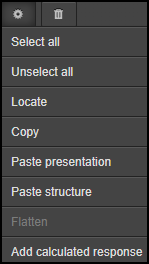 Select all
Unselect all
Locate
Copy
Paste presentation
Paste structure
Flatten
Add calculated response